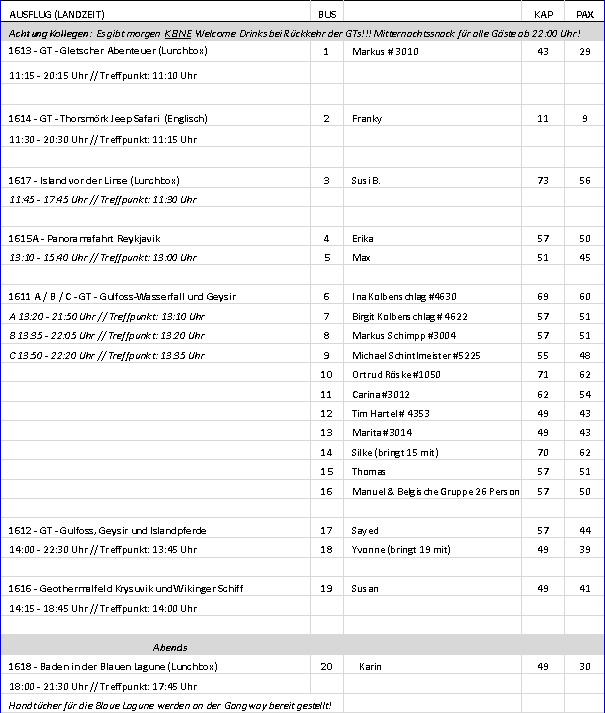 AUSFLUG (LANDZEIT) BUS KAP PAX
Achtung Kollegen: Es gibt morgen KEINE Welcome Drinks bei Rückkehr der GTs!!! Mitternachtssnack für alle Gäste ab 22:00 Uhr!
1613 - GT - Gletscher Abenteuer (Lunchbox) 1 Markus # 3010 43 29
11:15 - 20:15 Uhr // Treffpunkt: 11:10 Uhr
1614 - GT - Thorsmörk Jeep Safari (Englisch) 2 Franky 11 9
11:30 - 20:30 Uhr // Treffpunkt: 11:15 Uhr
1617 - Island vor der Linse (Lunchbox) 3 Susi B. 73 56
11:45 - 17:45 Uhr // Treffpunkt: 11:30 Uhr
1615A - Panoramafahrt Reykjavik 4 Erika 57 50
13:10 - 15:40 Uhr // Treffpunkt: 13:00 Uhr 5 Max 51 45
1611 A / B / C - GT - Gulfoss-Wasserfall und Geysir 6 Ina Kolbenschlag #4630 69 60
A 13:20 - 21:50 Uhr // Treffpunkt: 13:10 Uhr 7 Birgit Kolbenschlag # 4622 57 51
B 13:35 - 22:05 Uhr // Treffpunkt: 13:20 Uhr 8 Markus Schimpp #3004 57 51
C 13:50 - 22:20 Uhr // Treffpunkt: 13:35 Uhr 9 Michael Schintlmeister #5225 55 48
10 Ortrud Röske #1050 71 62
11 Carina #3012 62 54
12 Tim Hartel # 4353 49 43
13 Marita #3014 49 43
14 Silke (bringt 15 mit) 70 62
15 Thomas 57 51
16 Manuel & Belgische Gruppe 26 Person 57 50
1612 - GT - Gulfoss, Geysir und Islandpferde 17 Sayed 57 44
14:00 - 22:30 Uhr // Treffpunkt: 13:45 Uhr 18 Yvonne (bringt 19 mit) 49 39
1616 - Geothermalfeld Krysuvik und Wikinger Schiff 19 Susan 49 41
14:15 - 18:45 Uhr // Treffpunkt: 14:00 Uhr
Abends
1618 - Baden in der Blauen Lagune (Lunchbox) 20 Karin 49 30
18:00 - 21:30 Uhr // Treffpunkt: 17:45 Uhr
Handtücher für die Blaue Lagune werden an der Gangway bereit gestellt!